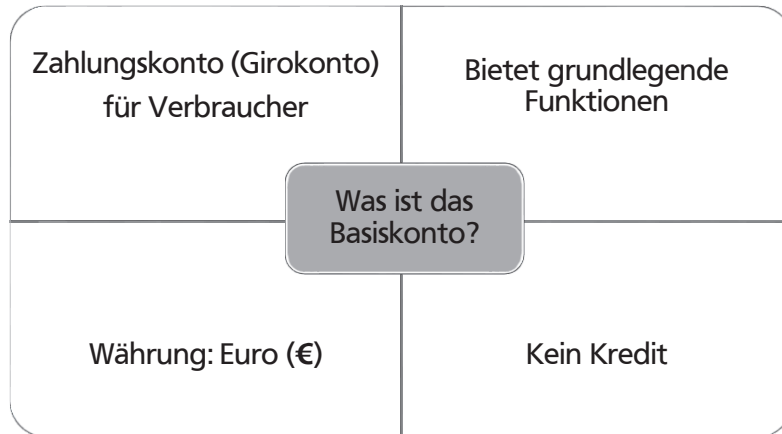 Zahlungskonto (Girokonto)
für Verbraucher
Bietet grundlegende
Funktionen
Was ist das
Basiskonto?
Währung: Euro (€)
Kein Kredit